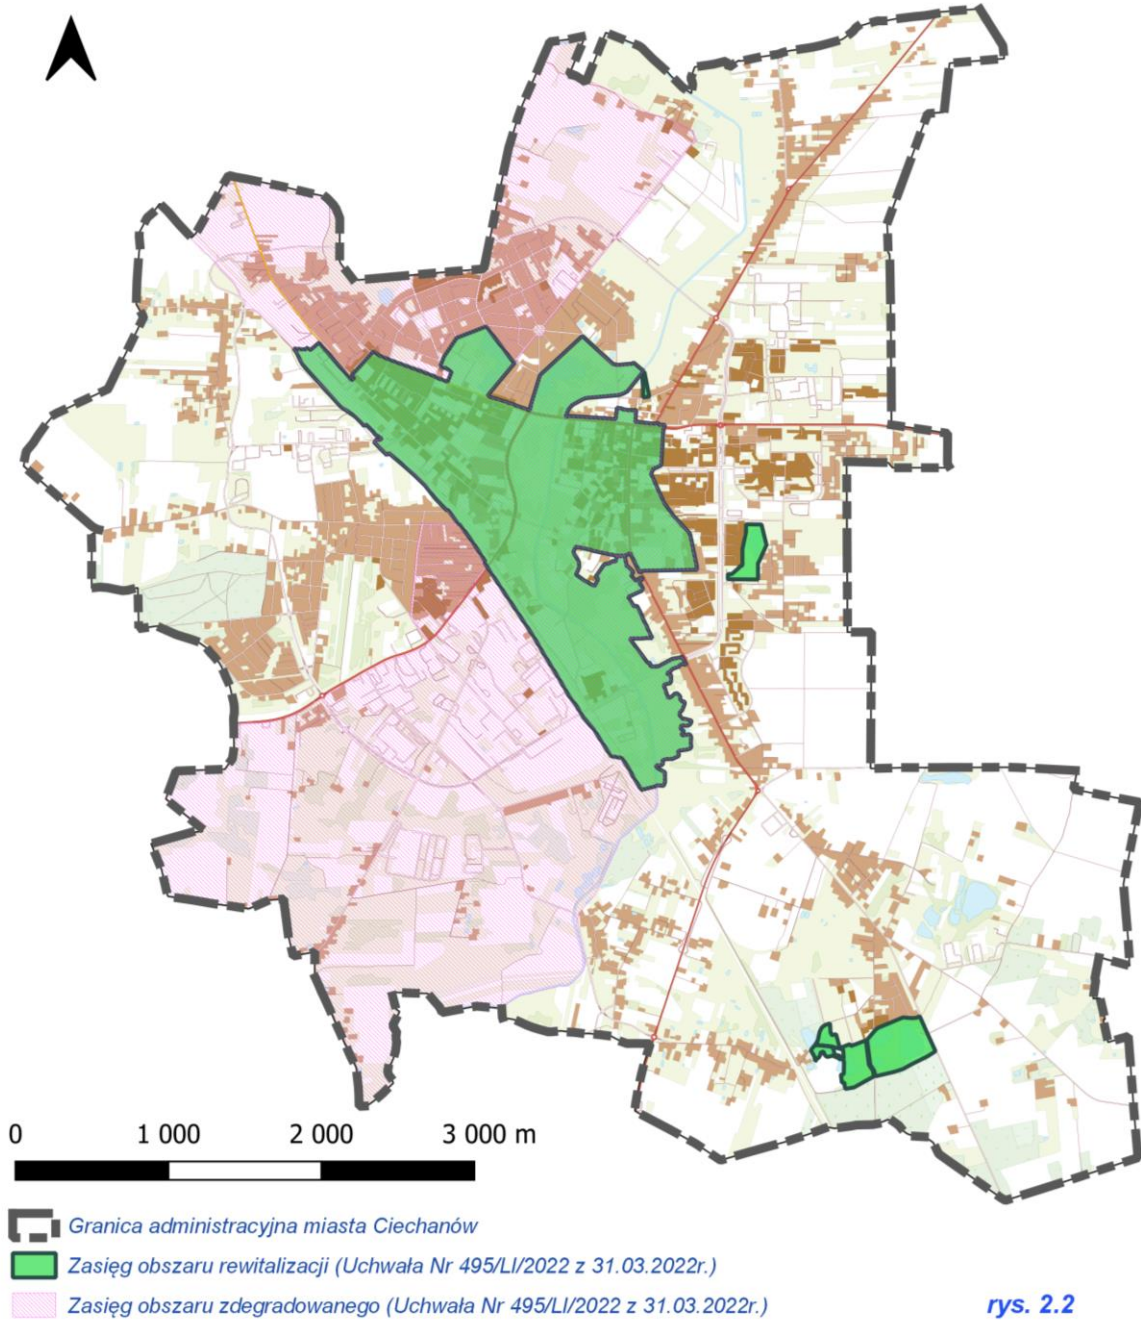 0 1 000 2 000 3 000 m
Granica administracyjna miasta Ciechanów
Zasięg obszaru rewitalizacji (Uchwała Nr 495/LI/2022 z 31.03.2022r.)
Zasięg obszaru zdegradowanego (Uchwała Nr 495/LI/2022 z 31.03.2022r.)
rys. 2.2